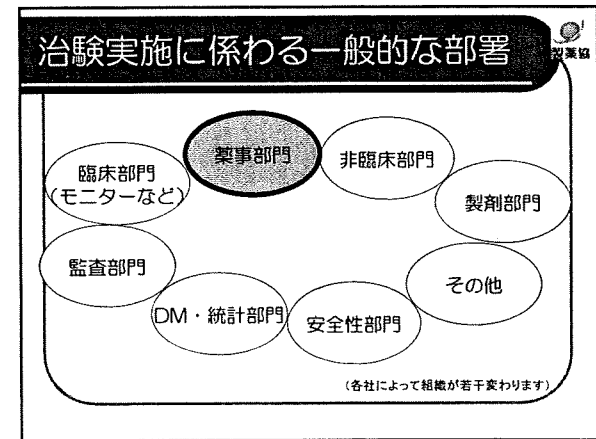 治験実施に係わる一般的な部署
製薬協
薬事部門
非臨床部門
臨床部門
(モニターなど)
製剤部門
監査部門
その他
DM・統計部門
安全性部門
(各社によって組織が若干変わります)